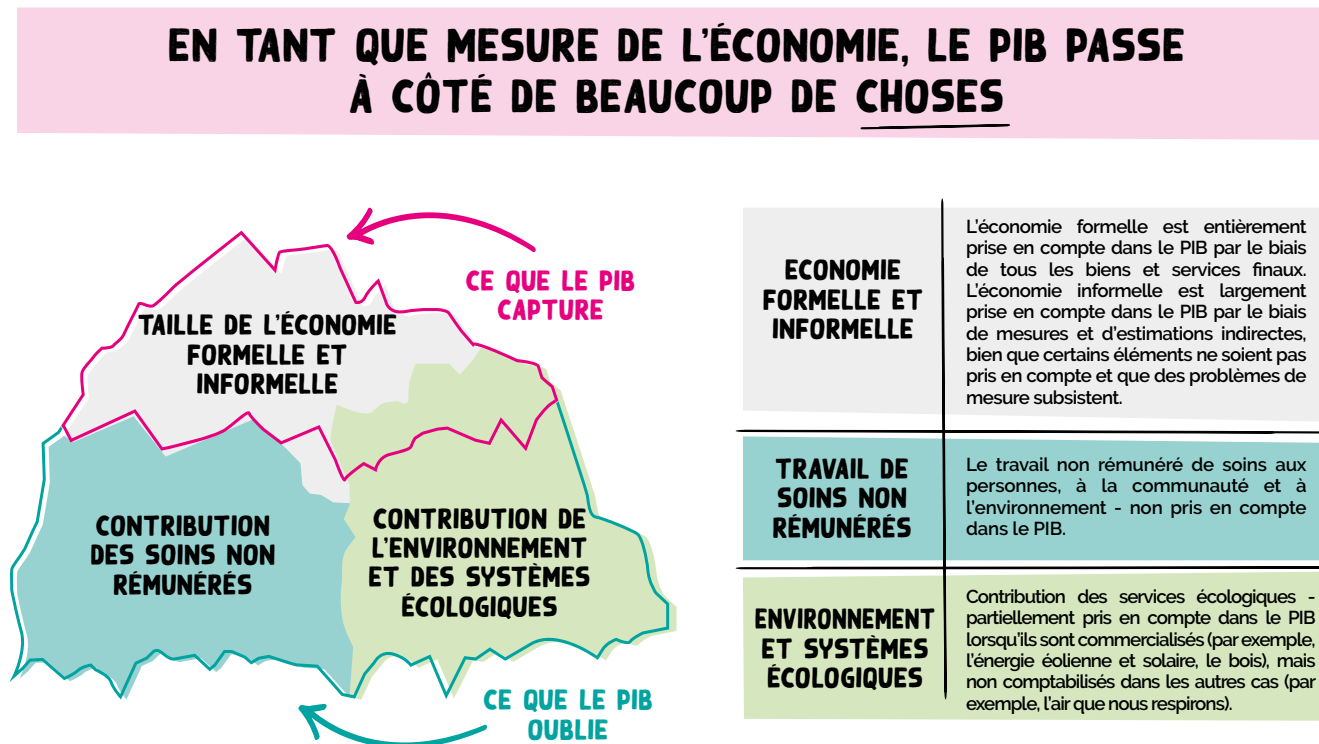 EN TANT QUE MESURE DE L'ÉCONOMIE, LE PIB PASSE
À CÔTÉ DE BEAUCOUP DE CHOSES
CE QUE LE PIB
CAPTURE
TAILLE DE L'ÉCONOMIE
FORMELLE ET
INFORMELLE
CONTRIBUTION
DES SOINS NON
RÉMUNÉRÉS
CONTRIBUTION DE
L'ENVIRONNEMENT
ET DES SYSTÈMES
ÉCOLOGIQUES
CE QUE LE PIB
OUBLIE
ECONOMIE
FORMELLE ET
INFORMELLE
L'économie formelle est entièrement
prise en compte dans le PIB par le biais
de tous les biens et services finaux.
L'économie informelle est largement
prise en compte dans le PIB par le biais
de mesures et d'estimations indirectes,
bien que certains éléments ne soient pas
pris en compte et que des problèmes de
mesure subsistent.
TRAVAIL DE
SOINS NON
RÉMUNÉRÉS
Le travail non rémunéré de soins aux
personnes, à la communauté et à
l'environnement - non pris en compte
dans le PIB.
ENVIRONNEMENT
ET SYSTÈMES
ÉCOLOGIQUES
Contribution des services écologiques -
partiellement pris en compte dans le PIB
lorsqu'ils sont commercialisés (par exemple,
l'énergie éolienne et solaire, le bois), mais
non comptabilisés dans les autres cas (par
exemple, l'air que nous respirons).